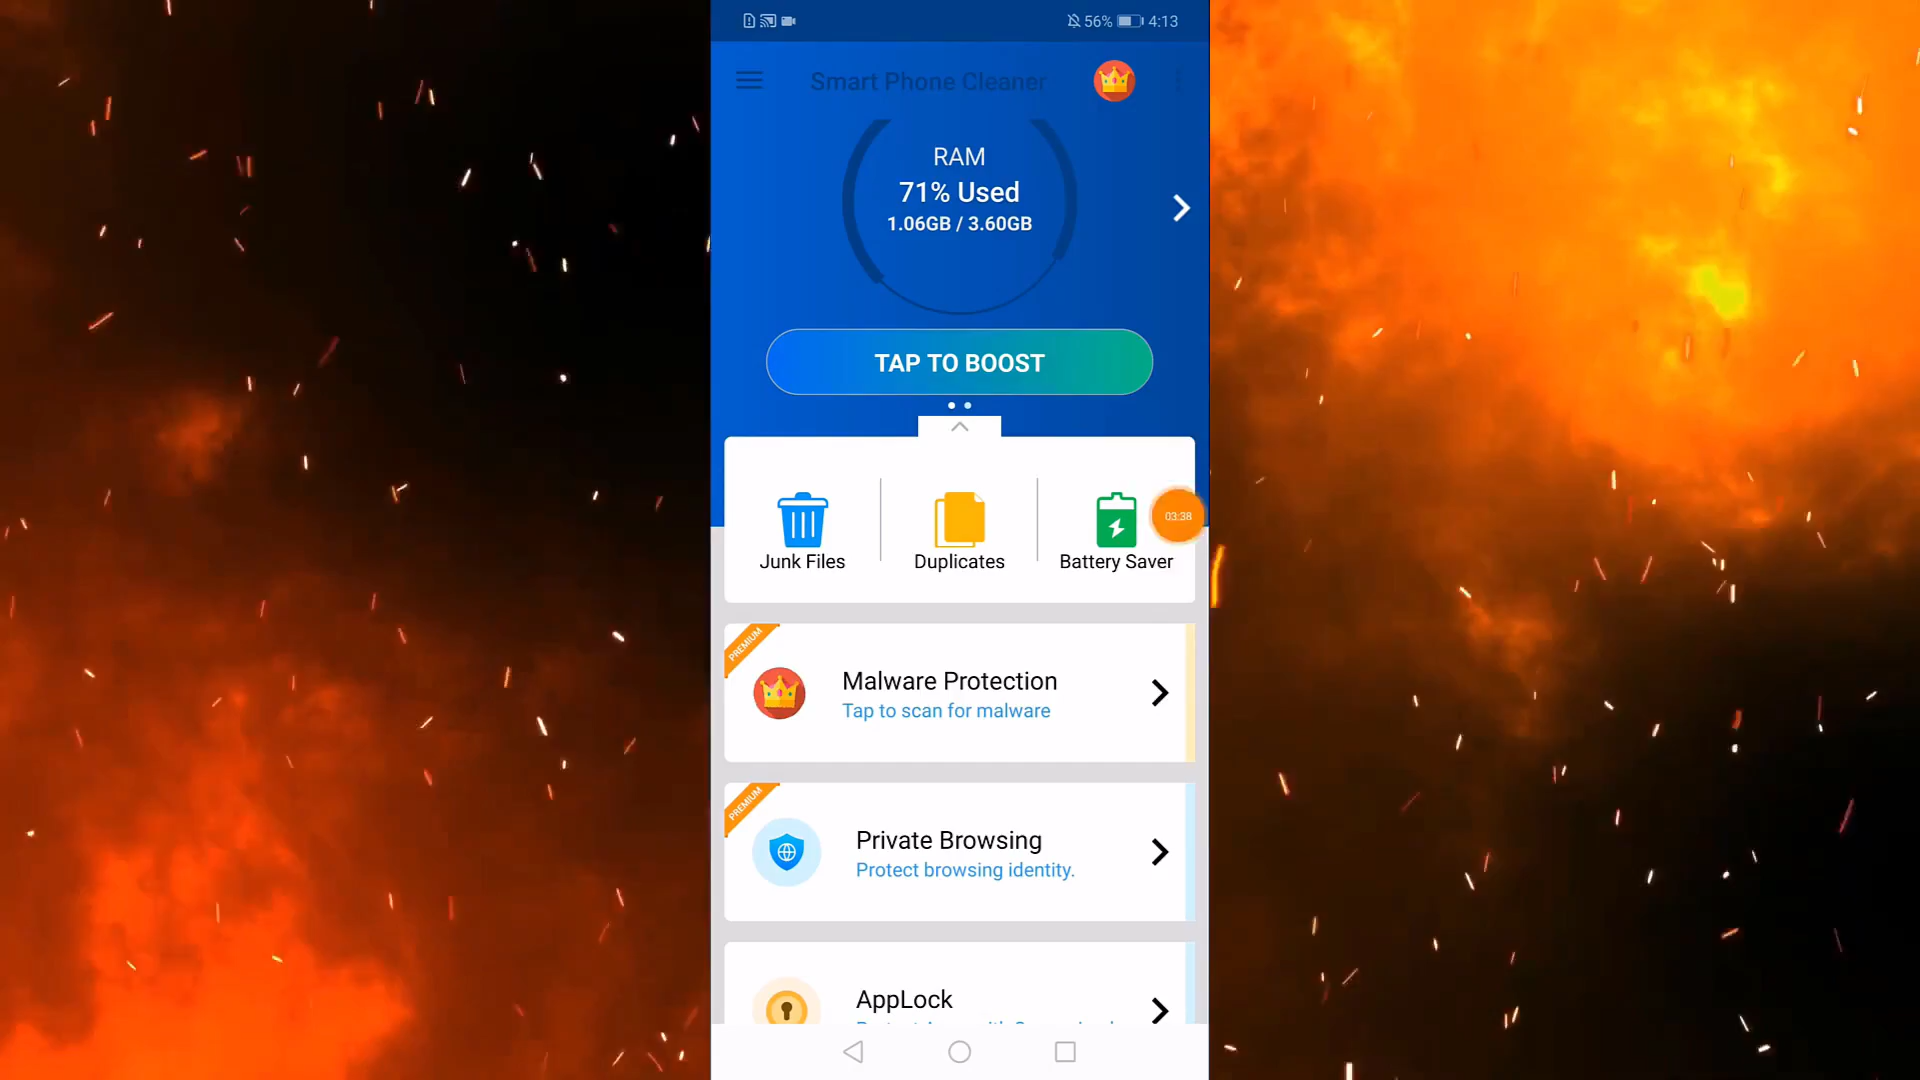 56% 4:13
Smart Phone Cleaner
RAM
71% Used
1.06GB / 3.60GB
TAP TO BOOST
Junk Files
Duplicates
Battery Saver
03:38
PREMIUM
Malware Protection
Tap to scan for malware
PREMIUM
Private Browsing
Protect browsing identity.
AppLock